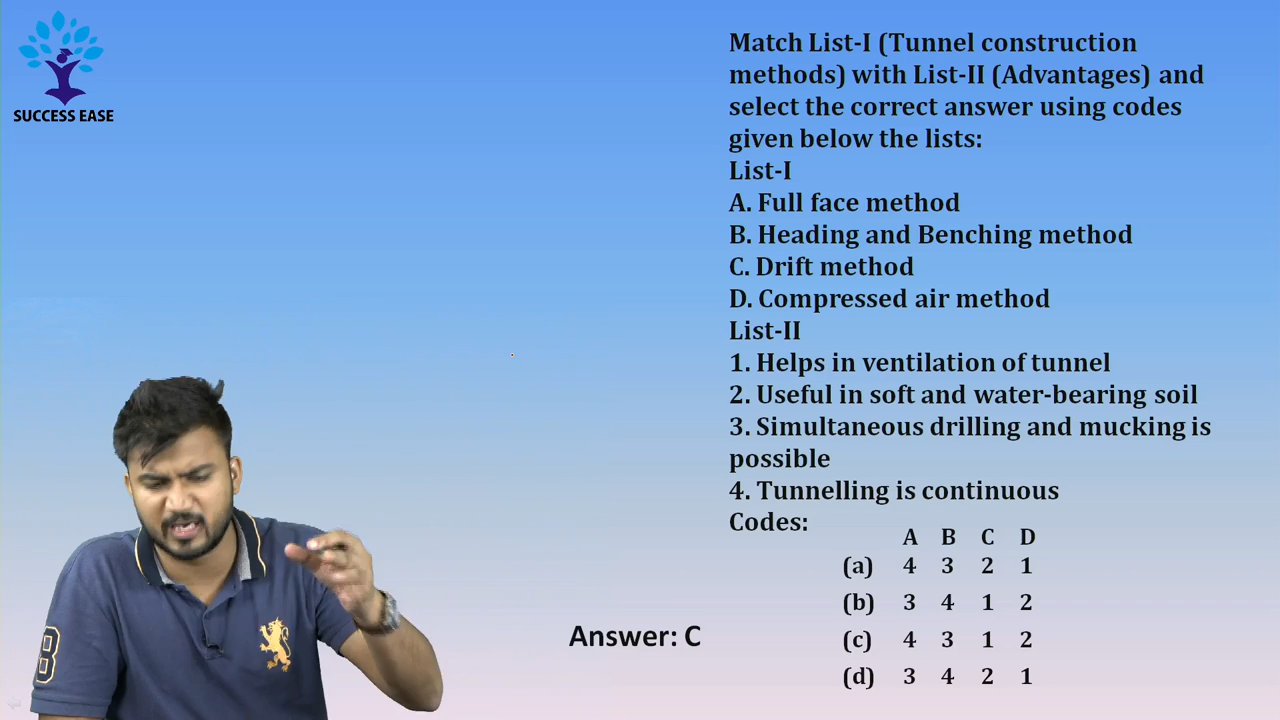 SUCCESS EASE
Match List-I (Tunnel construction
methods) with List-II (Advantages) and
select the correct answer using codes
given below the lists:
List-I
A. Full face method
B. Heading and Benching method
C. Drift method
D. Compressed air method
List-II
1. Helps in ventilation of tunnel
2. Useful in soft and water-bearing soil
3. Simultaneous drilling and mucking is
possible
4. Tunnelling is continuous
Codes:
A B C D
(a) 4 3 2 1
(b) 3 4 1 2
(c) 4 3 1 2
(d) 3 4 2 1
Answer: C
B